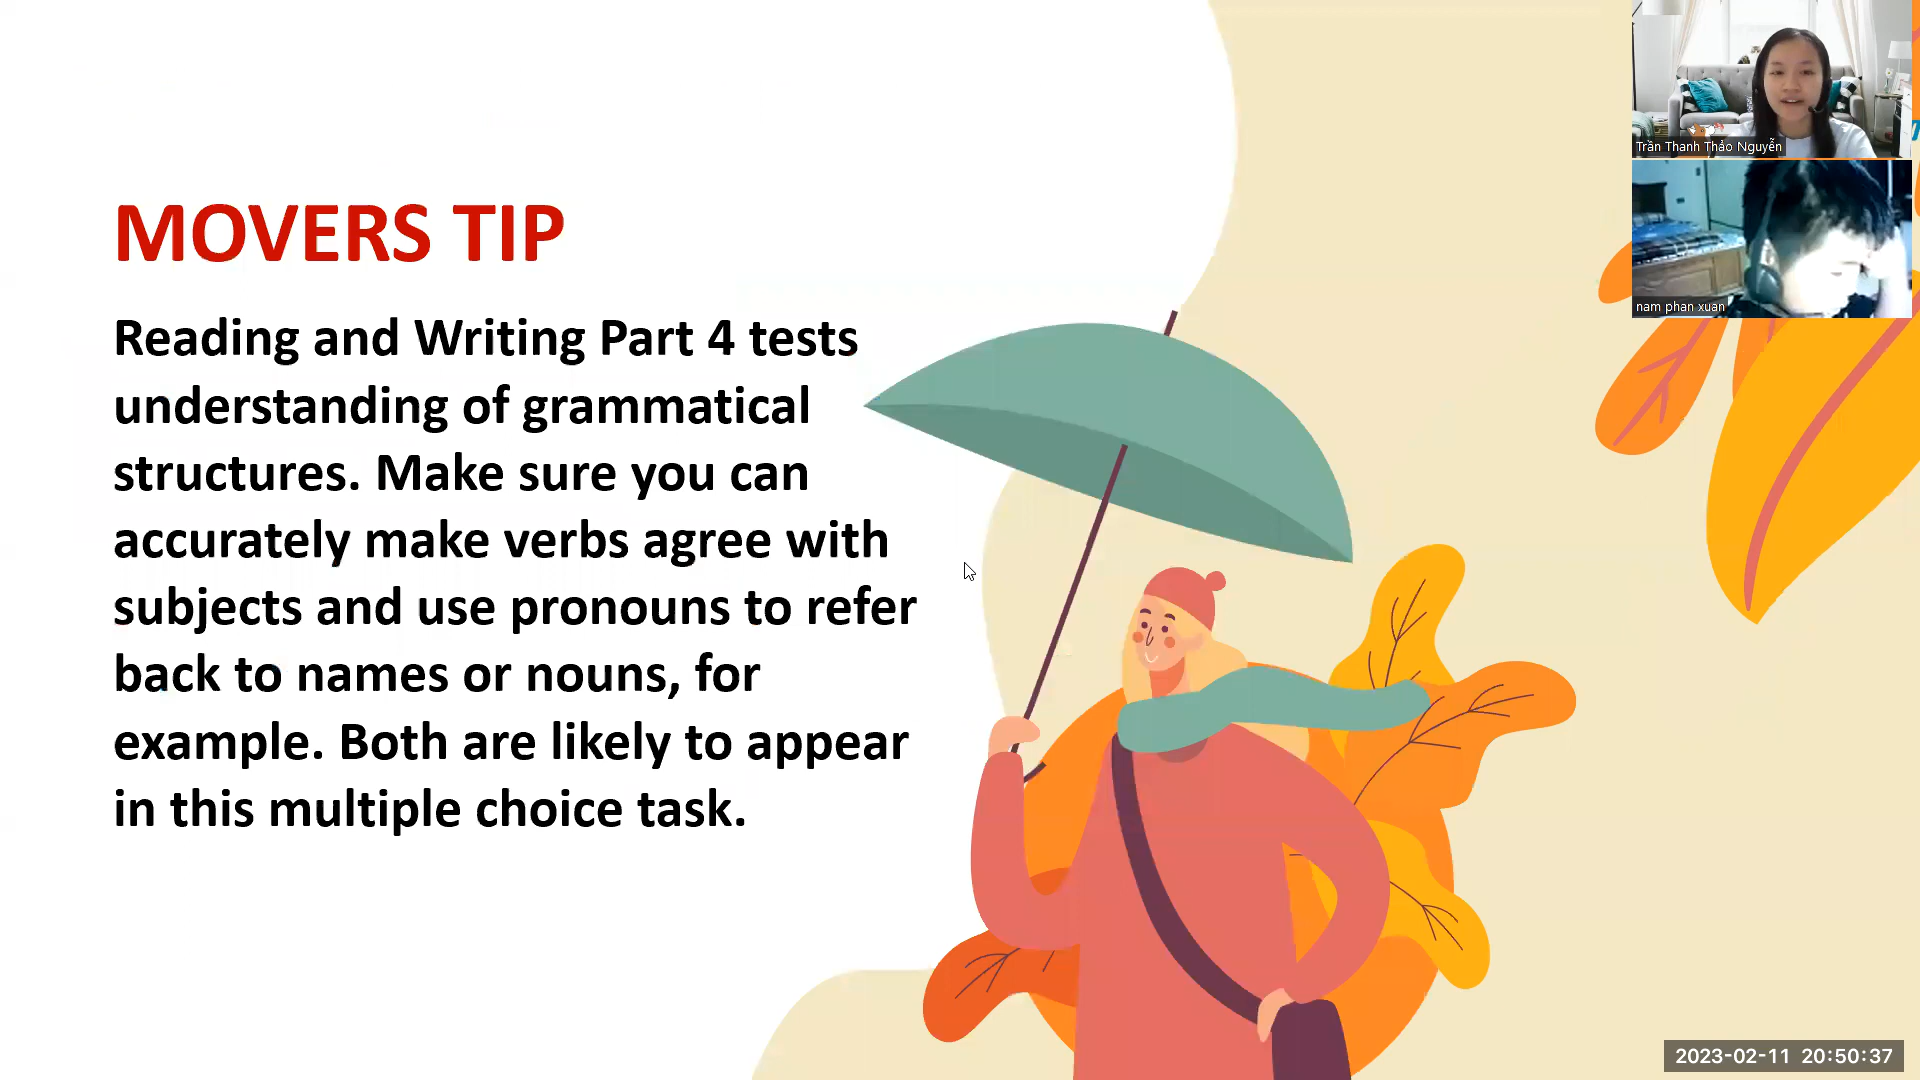 MOVERS TIP
Reading and Writing Part 4 tests
understanding of grammatical
structures. Make sure you can
accurately make verbs agree with
subjects and use pronouns to refer
back to names or nouns, for
example. Both are likely to appear
in this multiple choice task.
Trần Thanh Thảo Nguyễn
nam phan xuan
2023-02-11 20:50:37